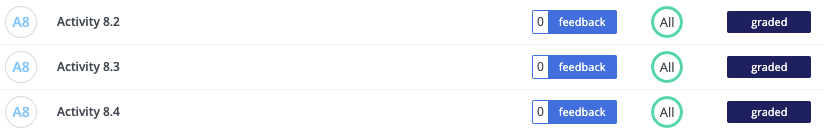 A8 Activity 8.2 0 feedback All graded
A8 Activity 8.3 0 feedback All graded
A8 Activity 8.4 0 feedback All graded